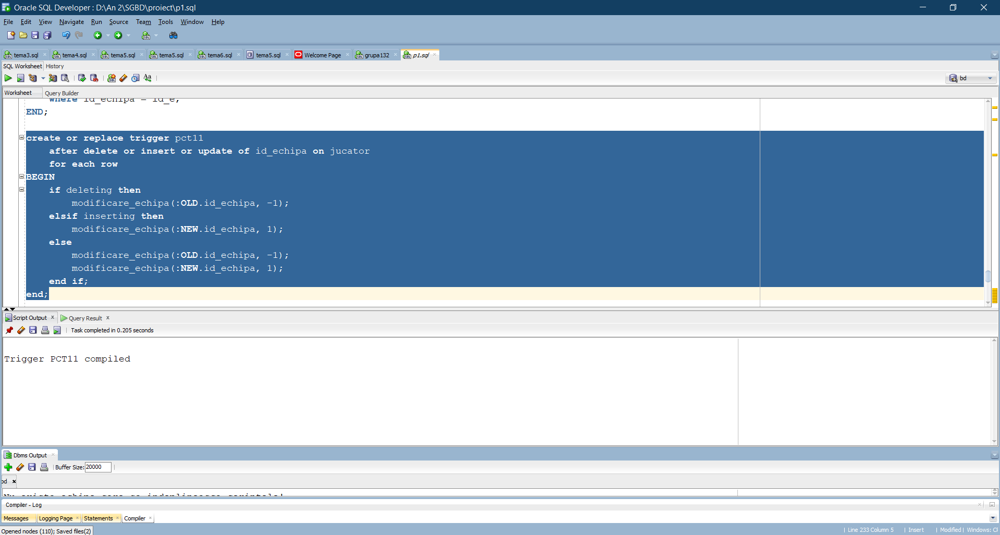 Oracle SQL Developer : D:\An 2\SGBD\proiect\p1.sql
File Edit View Navigate Run Source Team Tools Window Help
tema3.sql tema4.sql tema5.sql tema5.sql tema6.sql tema5.sql Welcome Page grupa132 p1.sql
SQL Worksheet History
bd
Worksheet Query Builder
where id_echipa = id_e;
END;
create or replace trigger pct11
after delete or insert or update of id_echipa on jucator
for each row
BEGIN
if deleting then
modificare_echipa(:OLD.id_echipa, -1);
elsif inserting then
modificare_echipa(:NEW.id_echipa, 1);
else
modificare_echipa(:OLD.id_echipa, -1);
modificare_echipa(:NEW.id_echipa, 1);
end if;
end;
Script Output x Query Result x
Task completed in 0.205 seconds
Trigger PCT11 compiled
Dbms Output
Buffer Size: 20000
bd x
Compiler - Log
Messages Logging Page Statements Compiler
Opened nodes (110); Saved files(2)
Line 233 Column 5 | Insert | Modified | Windows: